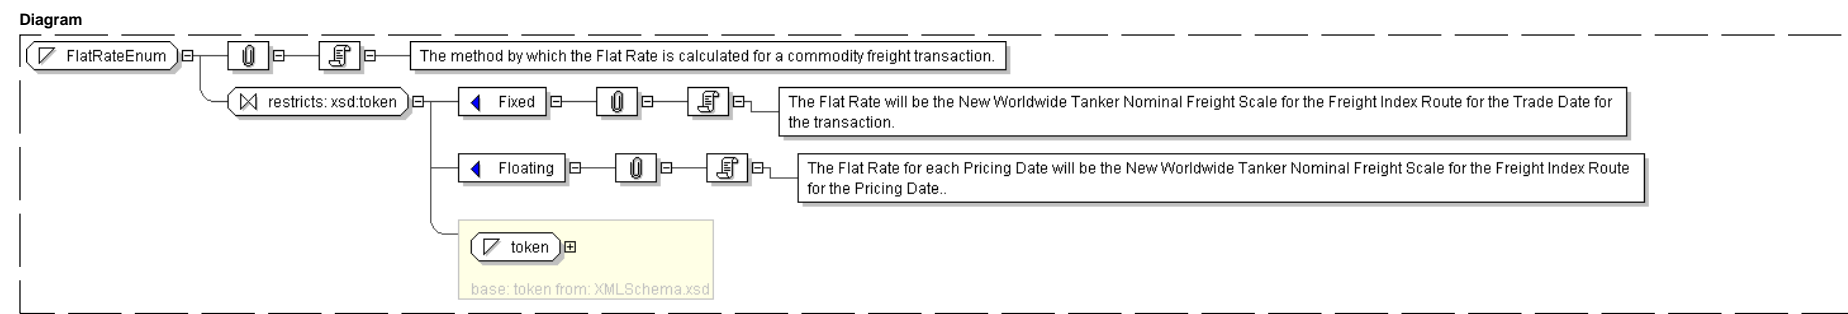 Diagram
FlatRateEnum
The method by which the Flat Rate is calculated for a commodity freight transaction.
restricts: xsd:token
Fixed
The Flat Rate will be the New Worldwide Tanker Nominal Freight Scale for the Freight Index Route for the Trade Date for
the transaction.
Floating
The Flat Rate for each Pricing Date will be the New Worldwide Tanker Nominal Freight Scale for the Freight Index Route
for the Pricing Date..
token
base: token from: XMLSchema.xsd